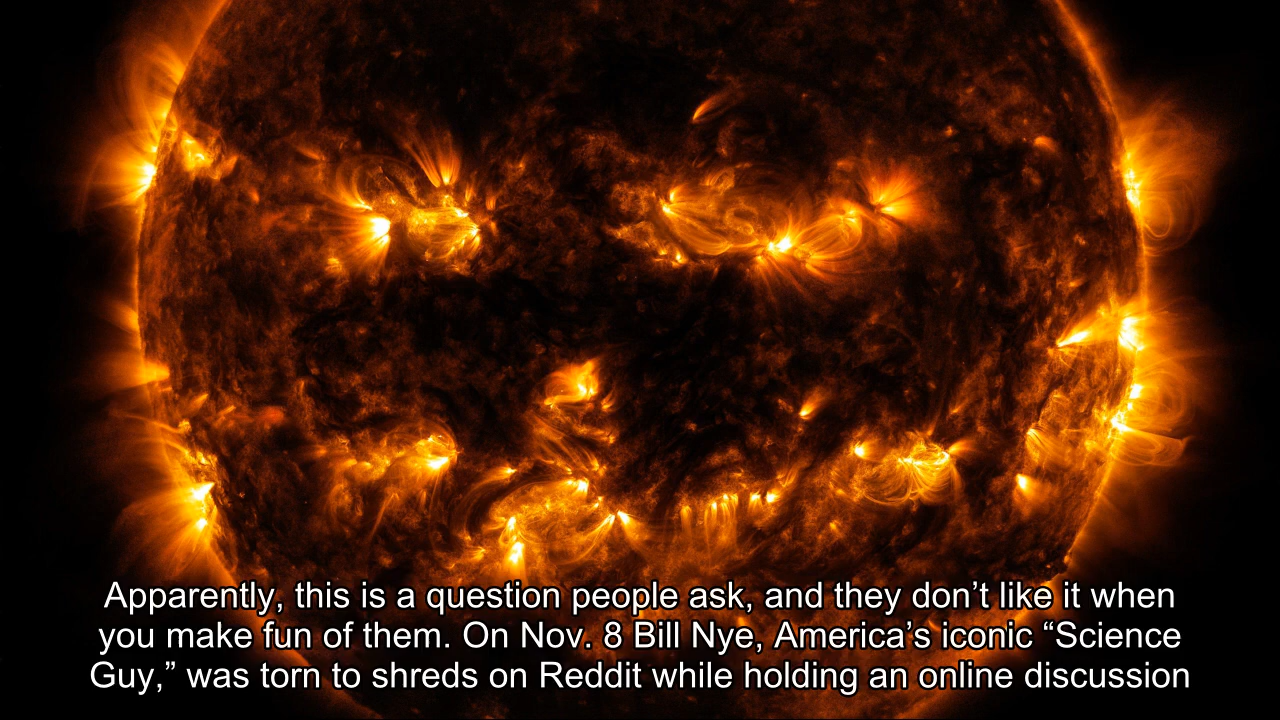 Apparently, this is a question people ask, and they don’t like it when
you make fun of them. On Nov. 8 Bill Nye, America’s iconic “Science
Guy,” was torn to shreds on Reddit while holding an online discussion